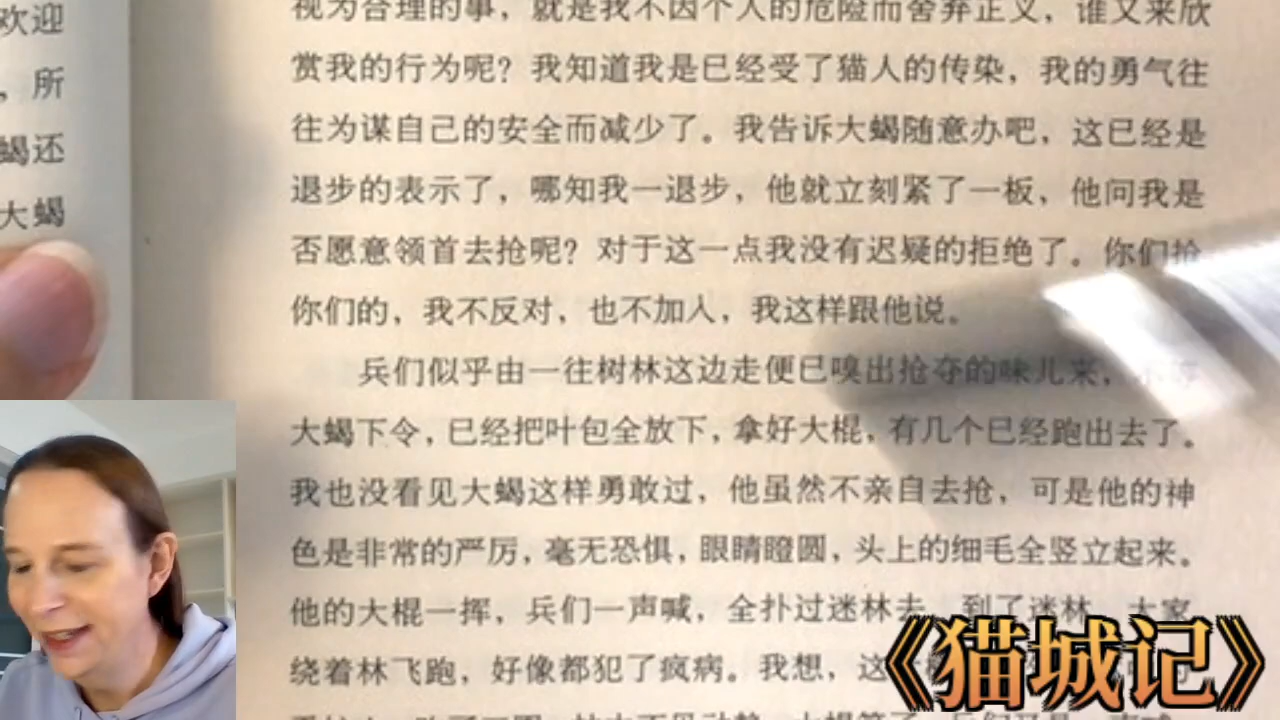 欢迎
，所
蝎还
大蝎
视为合理的事，就是我不因个人的危险而舍弃正义，谁又来欣
赏我的行为呢？我知道我是已经受了猫人的传染，我的勇气往
往为谋自己的安全而减少了。我告诉大蝎随意办吧，这已经是
退步的表示了，哪知我一退步，他就立刻紧了一板，他问我是
否愿意领首去抢呢？对于这一点我没有迟疑的拒绝了。你们抢
你们的，我不反对，也不加入，我这样跟他说。
兵们似乎由一往树林这边走便已嗅出抢夺的味儿来，不等
大蝎下令，已经把叶包全放下，拿好大棍，有几个已经跑出去了。
我也没看见大蝎这样勇敢过，他虽然不亲自去抢，可是他的神
色是非常的严厉，毫无恐惧，眼睛瞪圆，头上的细毛全竖立起来。
他的大棍一挥，兵们一声喊，全扑过迷林去。到了迷林，大家
绕着林飞跑，好像都犯了疯病。我想，这
《猫城记》